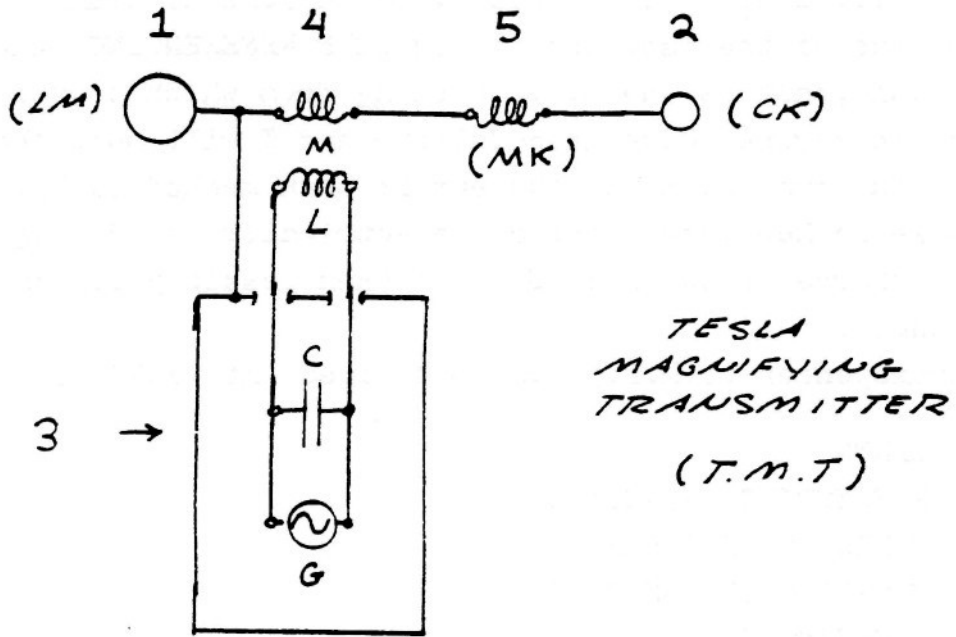 1 4 5 2
(LM) (CK)
M (MK)
L
C
3
G
TESLA
MAGNIFYING
TRANSMITTER
(T.M.T)